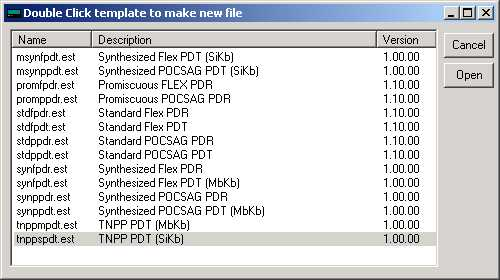 Double Click template to make new file
Name Description Version
Cancel
msynfpdt.est Synthesized Flex PDT (SiKb) 1.00.00
msynppdt.est Synthesized POCSAG PDT (SiKb) 1.00.00
Open
promfpdr.est Promiscuous FLEX PDR 1.10.00
promppdr.est Promiscuous POCSAG PDR 1.10.00
stdfpdr.est Standard Flex PDR 1.10.00
stdfpdt.est Standard Flex PDT 1.10.00
stdppdr.est Standard POCSAG PDR 1.10.00
stdppdt.est Standard POCSAG PDT 1.10.00
synfpdr.est Synthesized Flex PDR 1.00.00
synfpdt.est Synthesized Flex PDT (MbKb) 1.00.00
synppdr.est Synthesized POCSAG PDR 1.00.00
synppdt.est Synthesized POCSAG PDT (MbKb) 1.00.00
tnppmpdt.est TNPP PDT (MbKb) 1.00.00
tnppspdt.est TNPP PDT (SiKb) 1.00.00